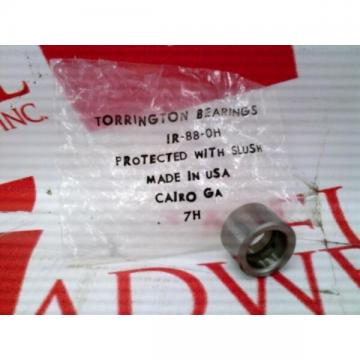 TORRINGTON BEARINGS
IR-88-OH
PROTECTED WITH SLUSH
MADE IN USA
CAIRO GA
7H
INC.